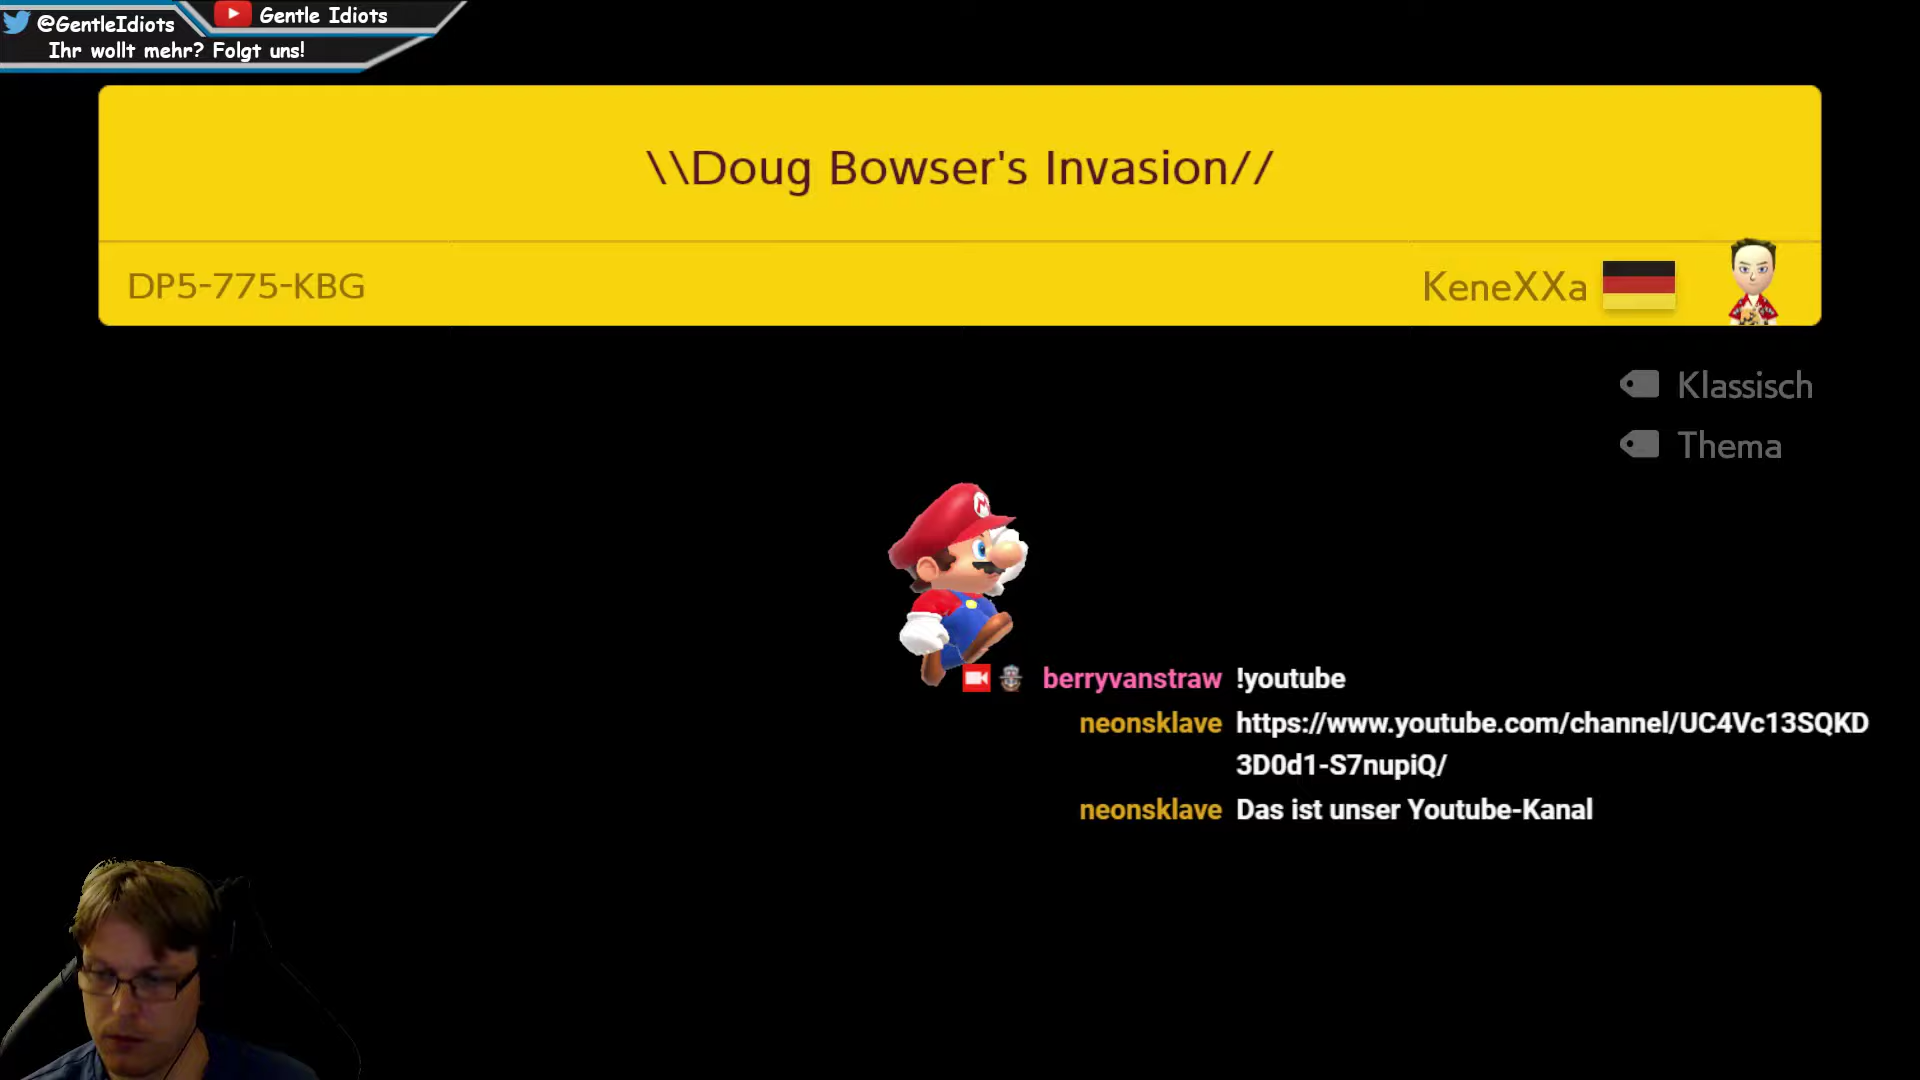 @GentleIdiots
Gentle Idiots
Ihr wollt mehr? Folgt uns!
\\Doug Bowser's Invasion//
DP5-775-KBG
KeneXXa
Klassisch
Thema
berryvanstraw !youtube
neonsklave https://www.youtube.com/channel/UC4Vc13SQKD
3D0d1-S7nupiQ/
neonsklave Das ist unser Youtube-Kanal